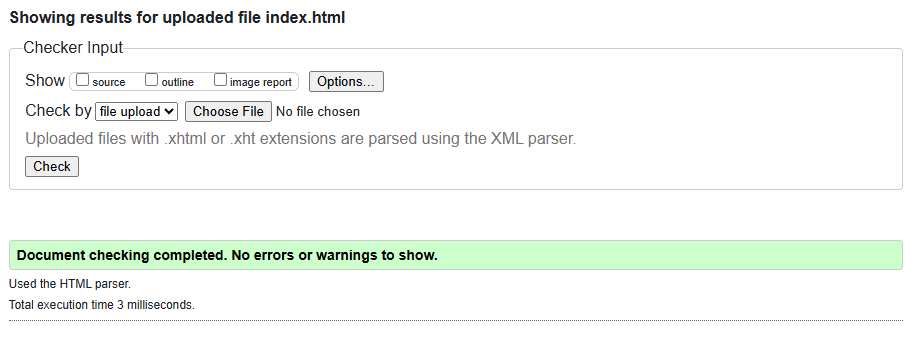 Showing results for uploaded file index.html
Checker Input
Show source outline image report Options...
Check by file upload Choose File No file chosen
Uploaded files with .xhtml or .xht extensions are parsed using the XML parser.
Check
Document checking completed. No errors or warnings to show.
Used the HTML parser.
Total execution time 3 milliseconds.